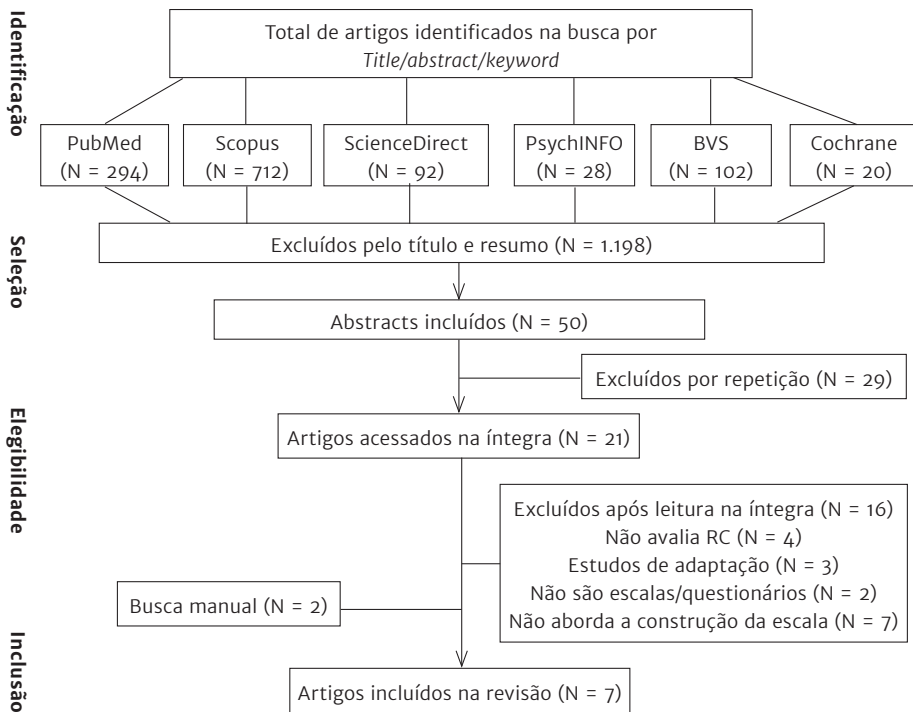 Identificação
Total de artigos identificados na busca por
Title/abstract/keyword
PubMed
(N = 294)
Scopus
(N = 712)
ScienceDirect
(N = 92)
PsychINFO
(N = 28)
BVS
(N = 102)
Cochrane
(N = 20)
Seleção
Excluídos pelo título e resumo (N = 1.198)
Abstracts incluídos (N = 50)
Excluídos por repetição (N = 29)
Elegibilidade
Artigos acessados na íntegra (N = 21)
Excluídos após leitura na íntegra (N = 16)
Não avalia RC (N = 4)
Estudos de adaptação (N = 3)
Não são escalas/questionários (N = 2)
Não aborda a construção da escala (N = 7)
Busca manual (N = 2)
Inclusão
Artigos incluídos na revisão (N = 7)